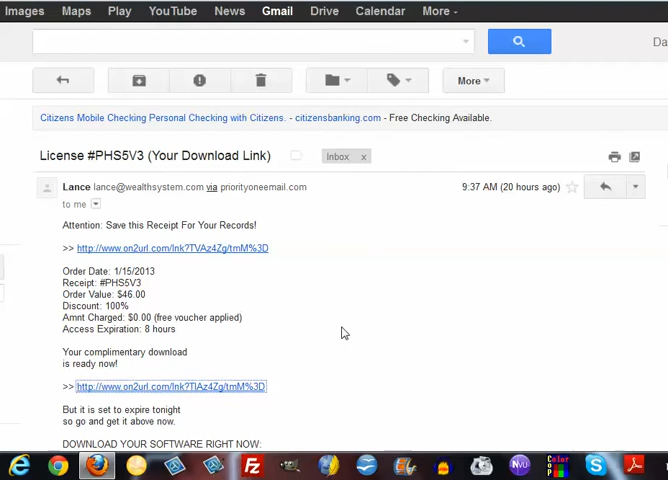 Images Maps Play YouTube News Gmail Drive Calendar More
Da
More
Citizens Mobile Checking Personal Checking with Citizens. - citizensbanking.com - Free Checking Available.
License #PHS5V3 (Your Download Link) Inbox x
Lance lance@wealthsystem.com via priorityoneemail.com 9:37 AM (20 hours ago)
to me
Attention: Save this Receipt For Your Records!
>> http://www.on2url.com/lnk?TVAz4Zg/tmM%3D
Order Date: 1/15/2013
Receipt: #PHS5V3
Order Value: $46.00
Discount: 100%
Amnt Charged: $0.00 (free voucher applied)
Access Expiration: 8 hours
Your complimentary download
is ready now!
>> http://www.on2url.com/lnk?TIAz4Zg/tmM%3D
But it is set to expire tonight
so go and get it above now.
DOWNLOAD YOUR SOFTWARE RIGHT NOW:
Fz NVU Color COP S